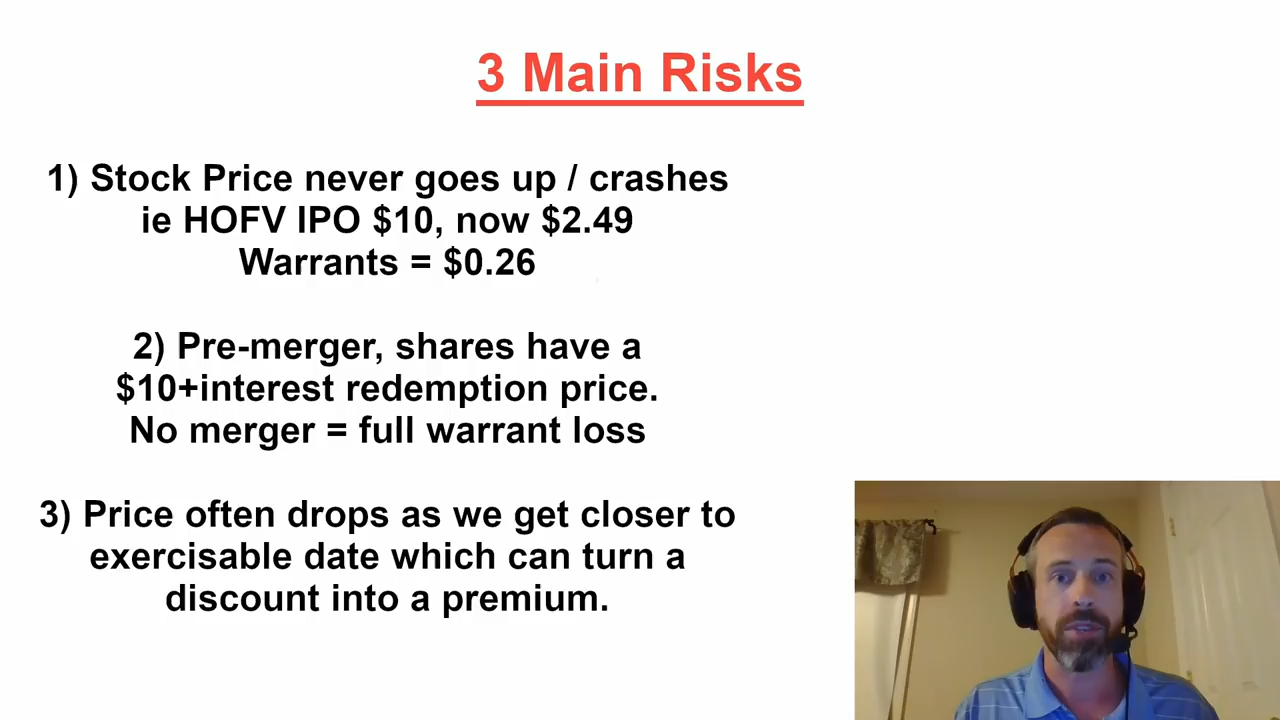 3 Main Risks
1) Stock Price never goes up / crashes
ie HOFV IPO $10, now $2.49
Warrants = $0.26
2) Pre-merger, shares have a
$10+interest redemption price.
No merger = full warrant loss
3) Price often drops as we get closer to
exercisable date which can turn a
discount into a premium.